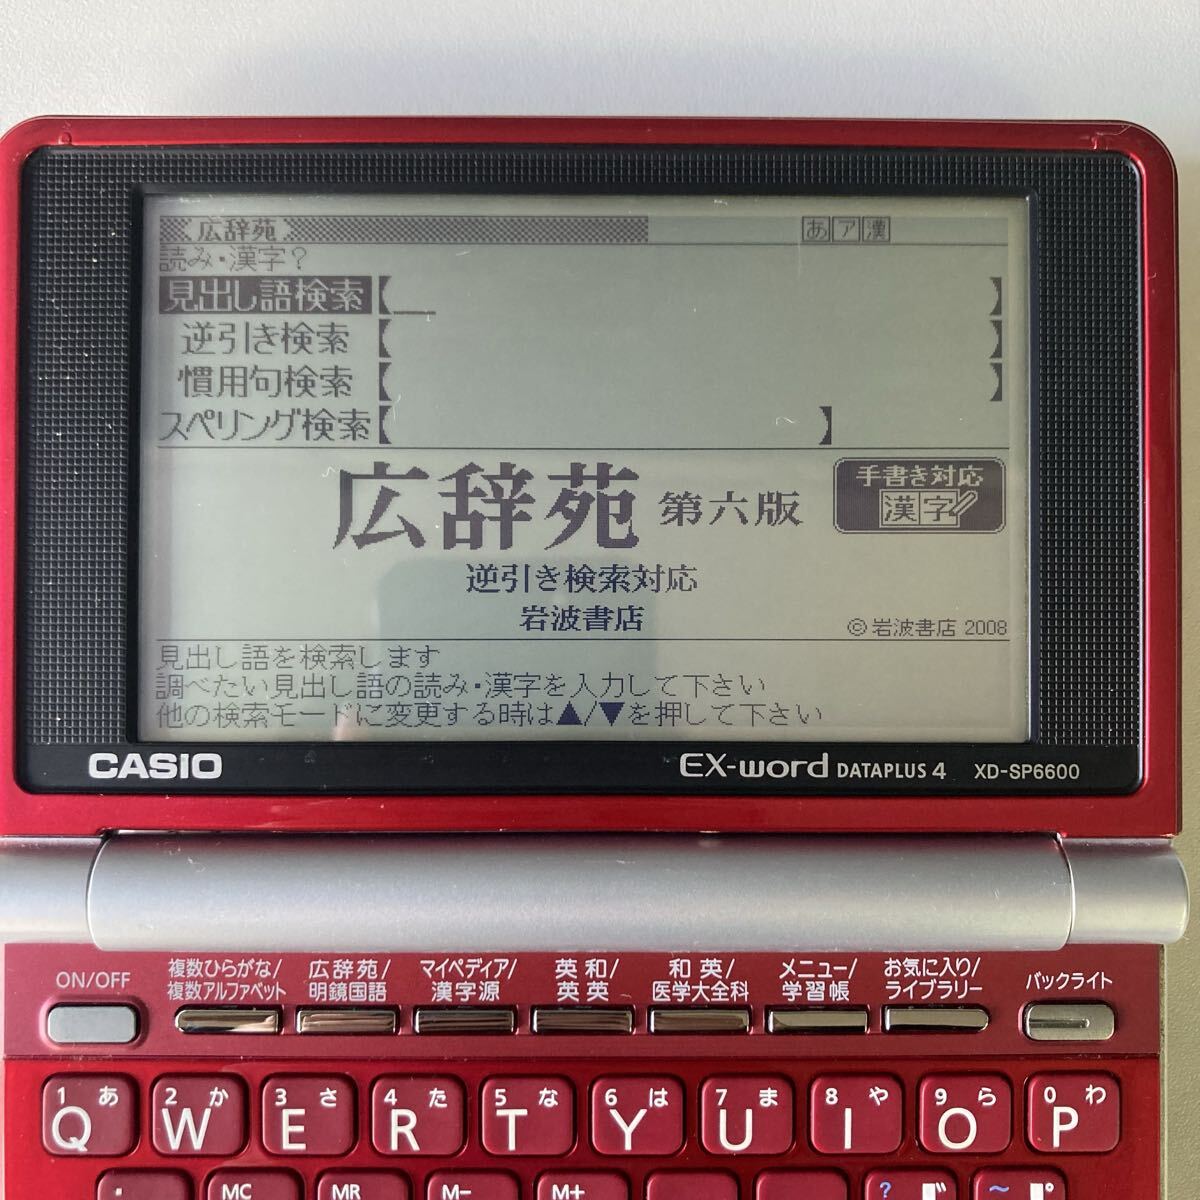 広辞苑 あ ア 漢
読み・漢字?
見出し語検索【 】
逆引き検索【 】
慣用句検索【 】
スペリング検索【 】
広辞苑 第六版
手書き対応
漢字
逆引き検索対応
岩波書店
©岩波書店 2008
見出し語を検索します
調べたい見出し語の読み・漢字を入力して下さい
他の検索モードに変更する時は▲/▼を押して下さい
CASIO EX-word DATAPLUS 4 XD-SP6600
ON/OFF
複数ひらがな/
複数アルファベット
広辞苑/
明鏡国語
マイペディア/
漢字源
英和/
英英
和英/
医学大全科
メニュー/
学習帳
お気に入り/
ライブラリー
バックライト
1 あ 2 か 3 さ 4 た 5 な 6 は 7 ま 8 や 9 ら 0 わ
Q W E R T Y U I O P
. MC MR M- M+ ? ~